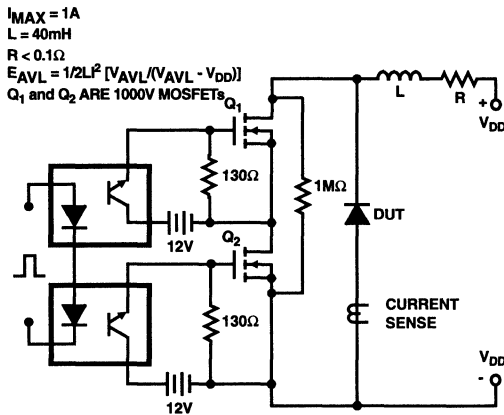 IMAX = 1A
L = 40mH
R < 0.1Ω
EAVL = 1/2LI² [VAVL/(VAVL - VDD)]
Q1 and Q2 ARE 1000V MOSFETs
Q1
L
R
+
VDD
130Ω
1MΩ
DUT
12V
Q2
CURRENT
SENSE
130Ω
VDD
-
12V